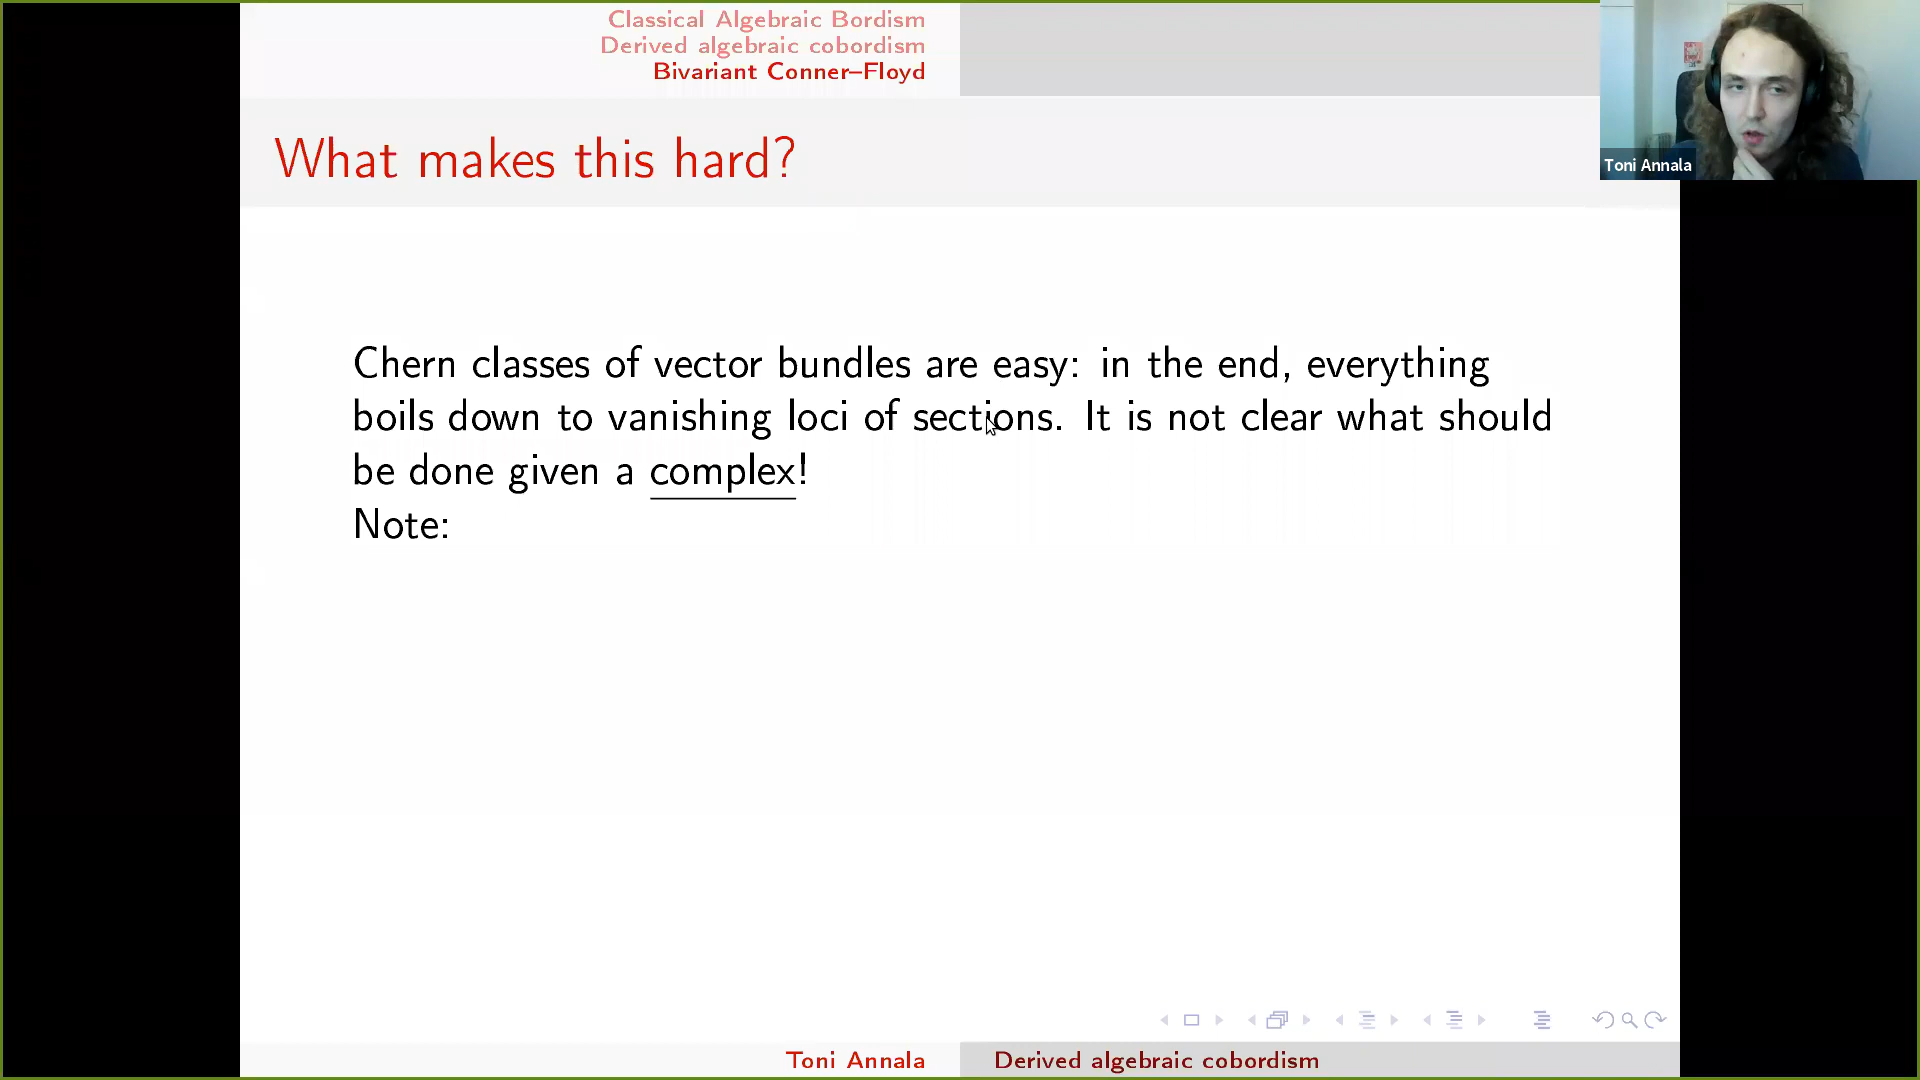 Classical Algebraic Bordism
Derived algebraic cobordism
Bivariant Conner–Floyd
Toni Annala
What makes this hard?
Chern classes of vector bundles are easy: in the end, everything
boils down to vanishing loci of sections. It is not clear what should
be done given a complex!
Note:
Toni Annala
Derived algebraic cobordism